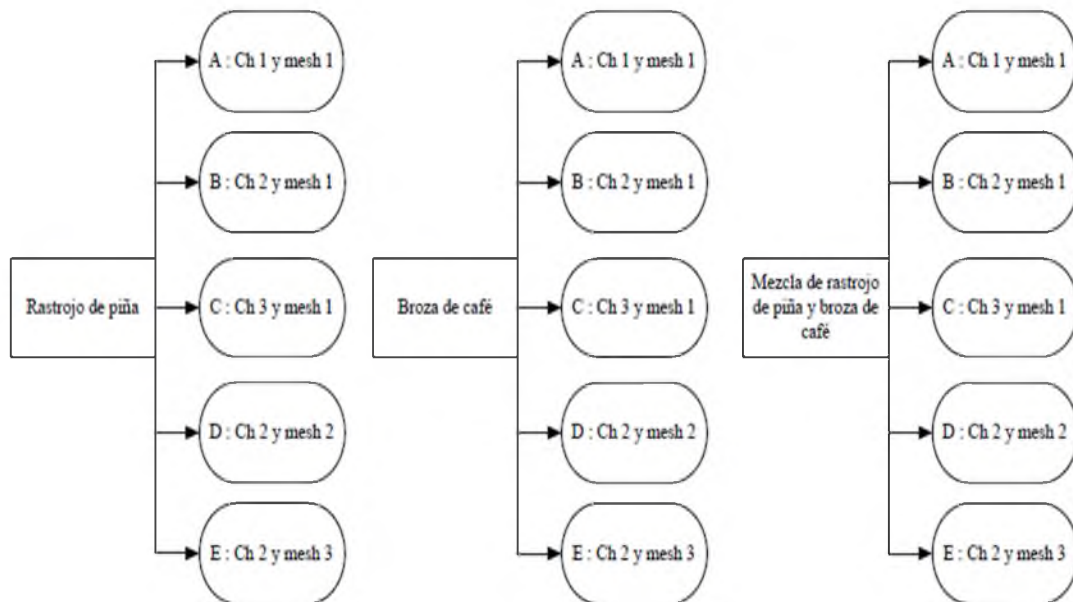 Rastrojo de piña
A : Ch 1 y mesh 1
B : Ch 2 y mesh 1
C : Ch 3 y mesh 1
D : Ch 2 y mesh 2
E : Ch 2 y mesh 3
Broza de café
A : Ch 1 y mesh 1
B : Ch 2 y mesh 1
C : Ch 3 y mesh 1
D : Ch 2 y mesh 2
E : Ch 2 y mesh 3
Mezcla de rastrojo
de piña y broza de
café
A : Ch 1 y mesh 1
B : Ch 2 y mesh 1
C : Ch 3 y mesh 1
D : Ch 2 y mesh 2
E : Ch 2 y mesh 3